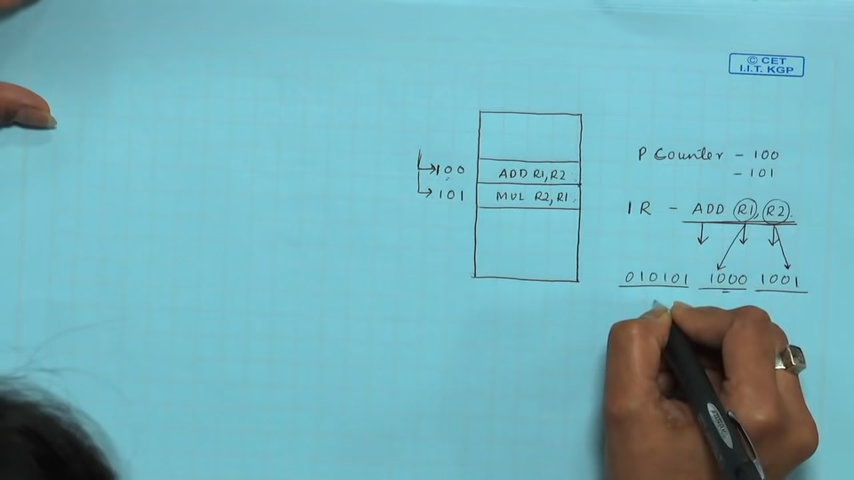 © CET
I.I.T. KGP
P Counter - 100
- 101
100 ADD R1, R2
101 MUL R2, R1
IR - ADD R1, R2
010101 1000 1001